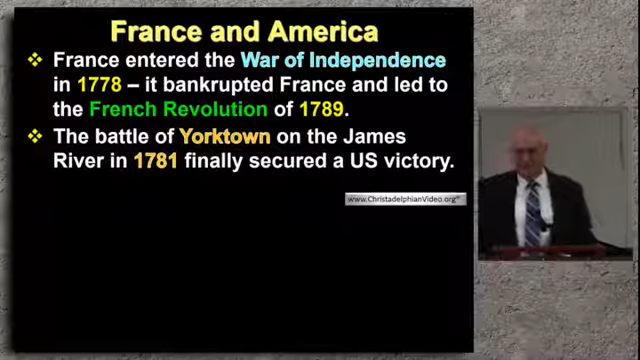 France and America
❖ France entered the War of Independence
in 1778 – it bankrupted France and led to
the French Revolution of 1789.
❖ The battle of Yorktown on the James
River in 1781 finally secured a US victory.
www.ChristadelphianVideo.org